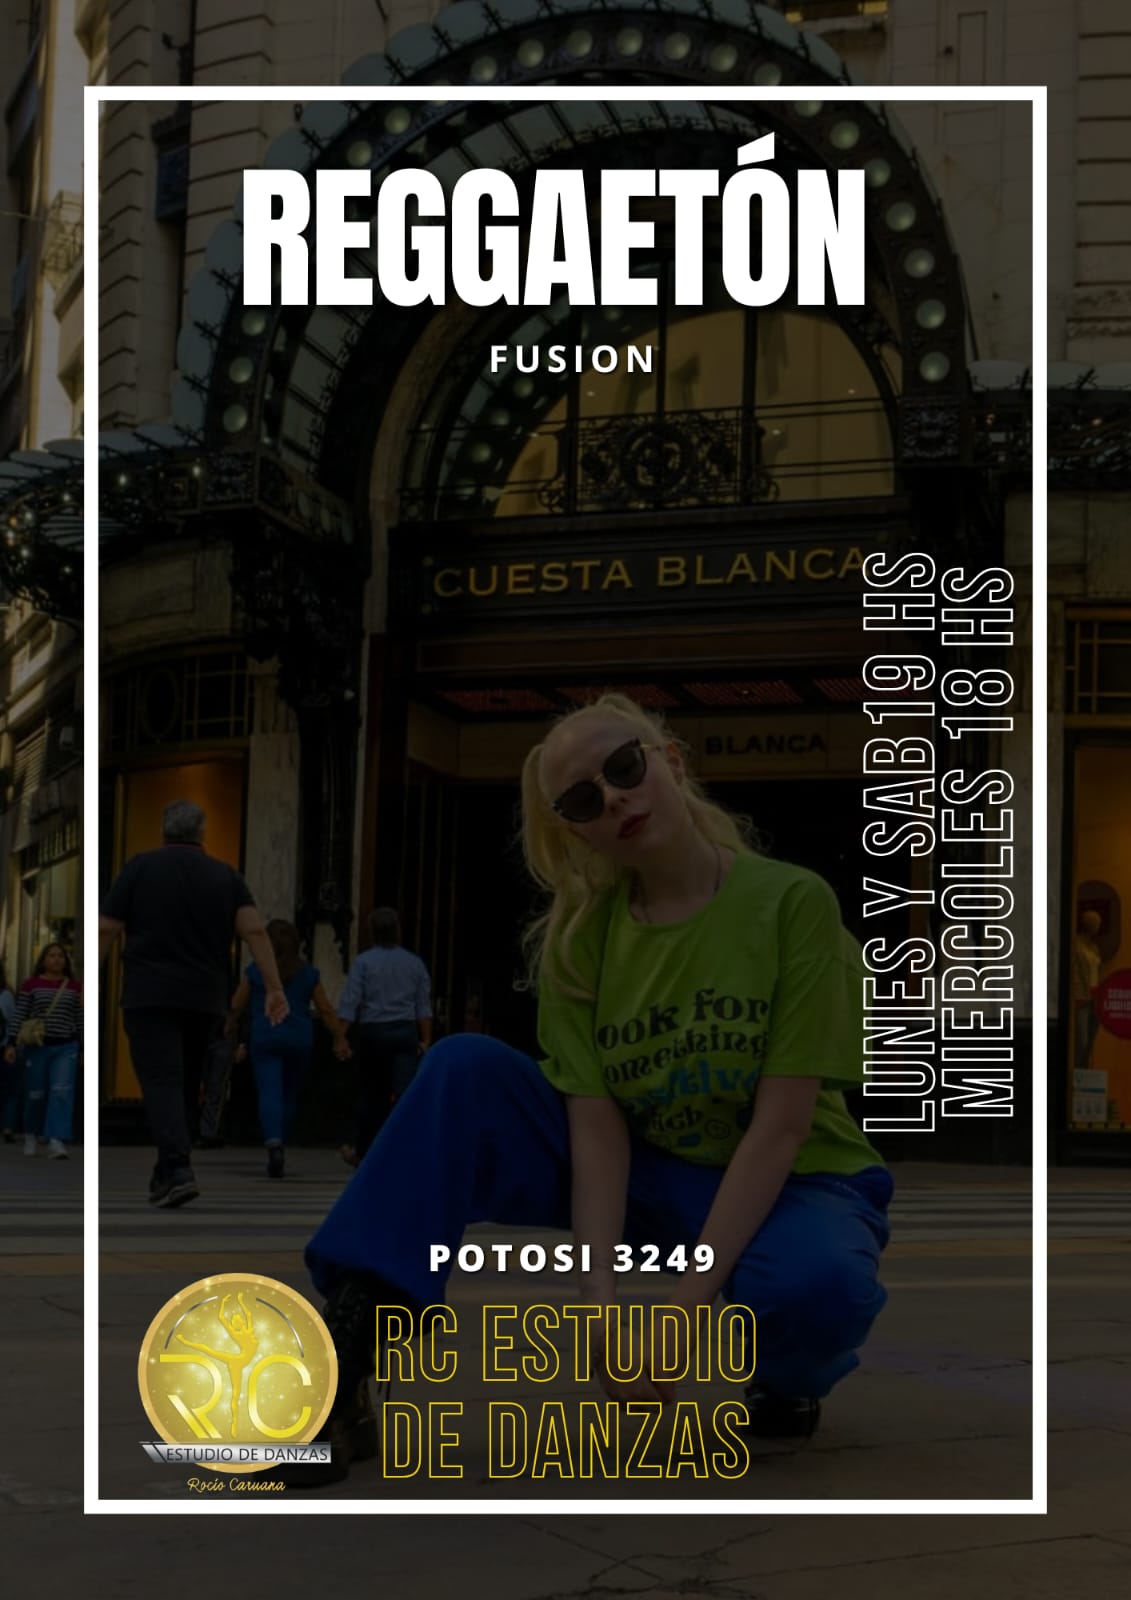 REGGAETÓN
FUSION
CUESTA BLANCA
BLANCA
LUNES Y SAB 19 HS
MIERCOLES 18 HS
POTOSI 3249
RC ESTUDIO
DE DANZAS
RC
ESTUDIO DE DANZAS
Rocío Caruana